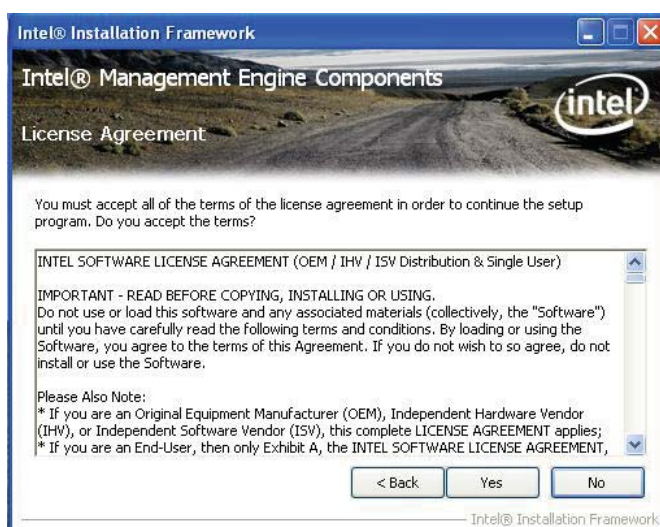 Intel® Installation Framework
Intel® Management Engine Components
intel
License Agreement
You must accept all of the terms of the license agreement in order to continue the setup
program. Do you accept the terms?
INTEL SOFTWARE LICENSE AGREEMENT (OEM / IHV / ISV Distribution & Single User)
IMPORTANT - READ BEFORE COPYING, INSTALLING OR USING.
Do not use or load this software and any associated materials (collectively, the "Software")
until you have carefully read the following terms and conditions. By loading or using the
Software, you agree to the terms of this Agreement. If you do not wish to so agree, do not
install or use the Software.
Please Also Note:
* If you are an Original Equipment Manufacturer (OEM), Independent Hardware Vendor
(IHV), or Independent Software Vendor (ISV), this complete LICENSE AGREEMENT applies;
* If you are an End-User, then only Exhibit A, the INTEL SOFTWARE LICENSE AGREEMENT,
< Back
Yes
No
Intel® Installation Framework